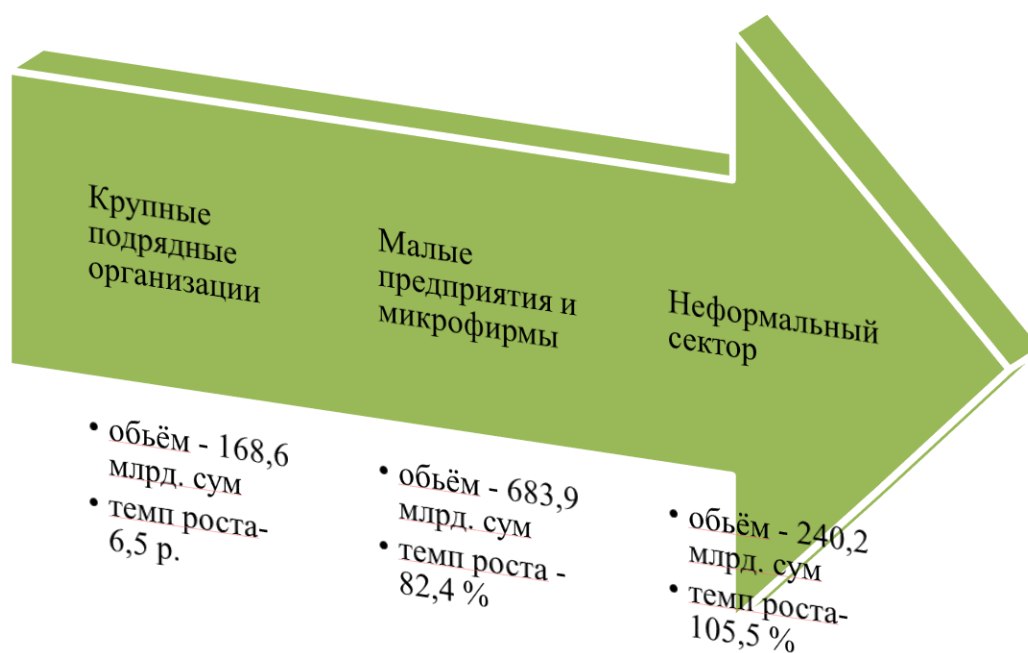 Крупные
подрядные
организации
• обьём - 168,6
млрд. сум
• темп роста-
6,5 р.
Малые
предприятия и
микрофирмы
• обьём - 683,9
млрд. сум
• темп роста -
82,4 %
Неформальный
сектор
• обьём - 240,2
млрд. сум
• темп роста-
105,5 %